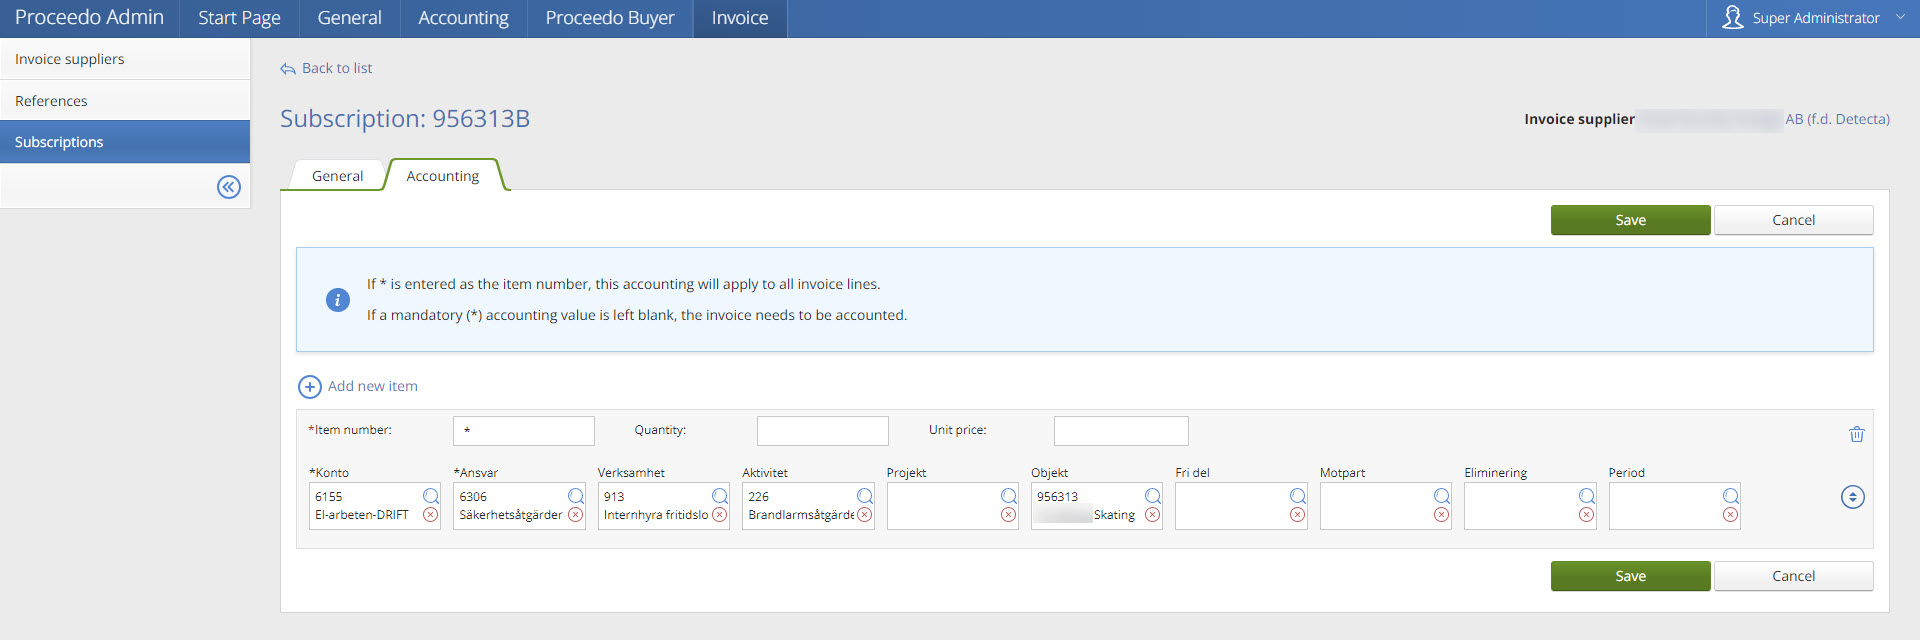 Proceedo Admin Start Page General Accounting Proceedo Buyer Invoice Super Administrator
Invoice suppliers
References
Subscriptions
Back to list
Subscription: 956313B
Invoice supplier AB (f.d. Detecta)
General Accounting
Save Cancel
If * is entered as the item number, this accounting will apply to all invoice lines.
If a mandatory (*) accounting value is left blank, the invoice needs to be accounted.
Add new item
*Item number: * Quantity: Unit price:
*Konto *Ansvar Verksamhet Aktivitet Projekt Objekt Fri del Motpart Eliminering Period
6155 6306 913 226 956313
El-arbeten-DRIFT Säkerhetsåtgärder Internhyra fritidslo Brandlarmsåtgärde Skating
Save Cancel